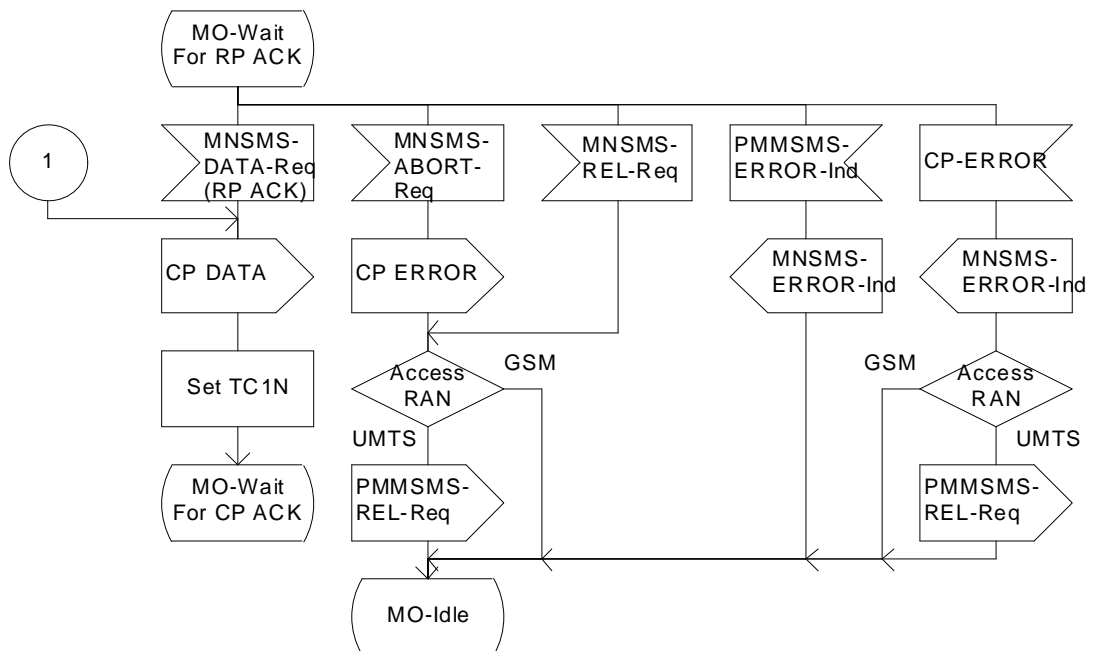 MO-Wait
For RP ACK
1
MNSMS-
DATA-Req
(RP ACK)
MNSMS-
ABORT-
Req
MNSMS-
REL-Req
PMMSMS-
ERROR-Ind
CP-ERROR
CP DATA
CP ERROR
MNSMS-
ERROR-Ind
MNSMS-
ERROR-Ind
Set TC1N
Access
RAN
GSM
UMTS
GSM
Access
RAN
UMTS
MO-Wait
For CP ACK
PMMSMS-
REL-Req
PMMSMS-
REL-Req
MO-Idle